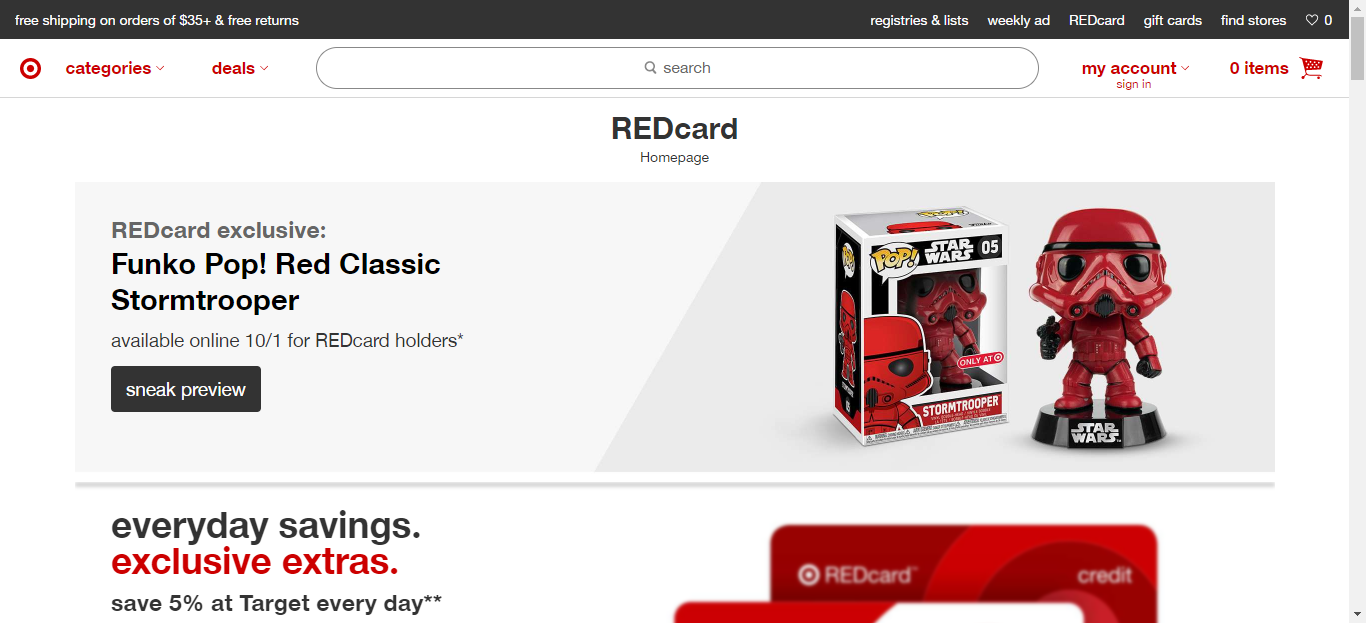 free shipping on orders of $35+ & free returns
registries & lists
weekly ad
REDcard
gift cards
find stores
0
categories
deals
search
my account
sign in
0 items
REDcard
Homepage
REDcard exclusive:
Funko Pop! Red Classic
Stormtrooper
available online 10/1 for REDcard holders*
sneak preview
POP!
STAR
WARS
05
ONLY AT
STORMTROOPER
STAR
WARS
everyday savings.
exclusive extras.
save 5% at Target every day**
REDcard™
credit